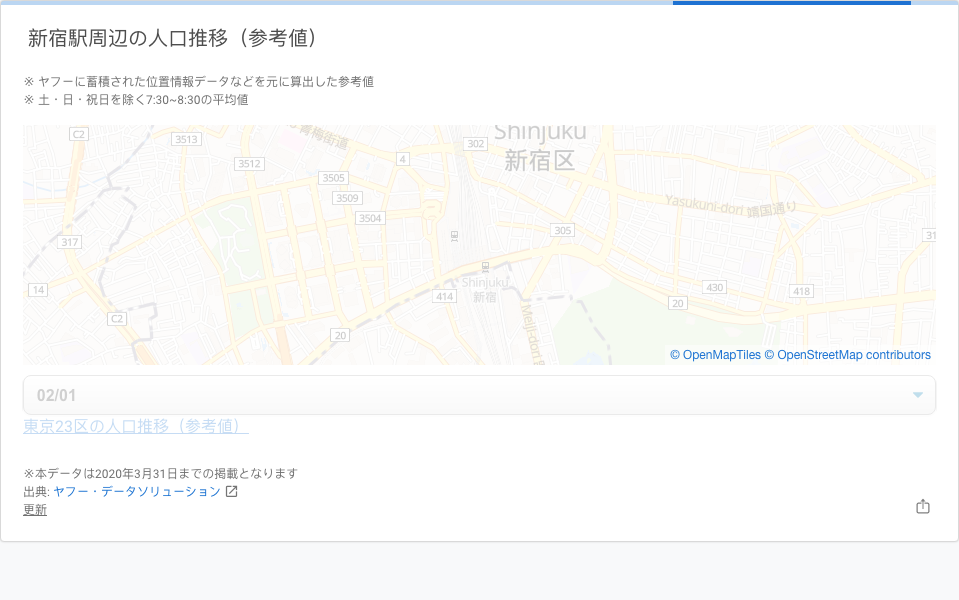 新宿駅周辺の人口推移（参考値）
※ ヤフーに蓄積された位置情報データなどを元に算出した参考値
※ 土・日・祝日を除く7:30~8:30の平均値
C2
3513
青梅街道
302
Shinjuku
新宿区
3512
4
3505
3509
3504
Yasukuni-dori 靖国通り
317
305
31
14
414
Shinjuku
新宿
430
418
20
C2
20
Meiji-dori
© OpenMapTiles © OpenStreetMap contributors
02/01
東京23区の人口推移（参考値）
※本データは2020年3月31日までの掲載となります
出典: ヤフー・データソリューション
更新